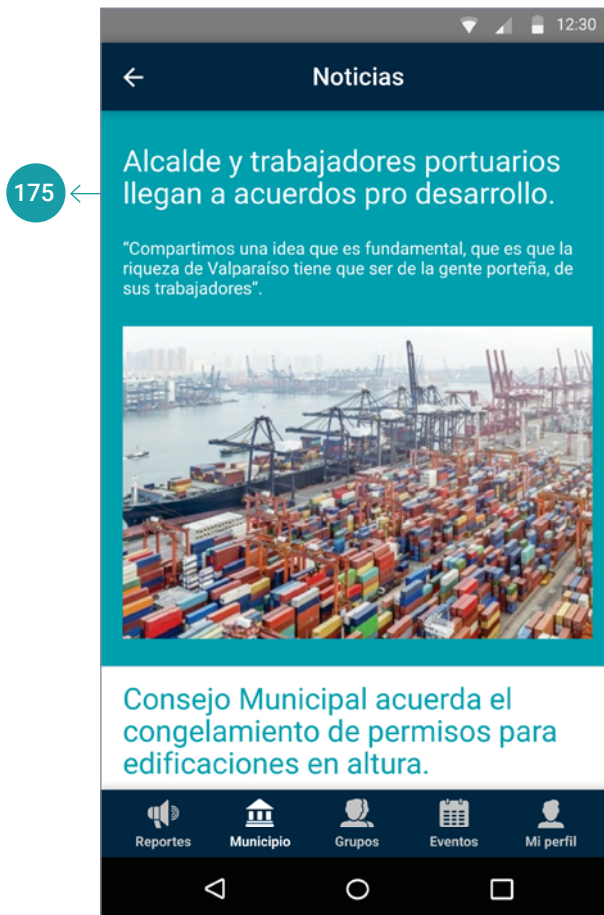 12:30
Noticias
175
Alcalde y trabajadores portuarios
llegan a acuerdos pro desarrollo.
“Compartimos una idea que es fundamental, que es que la
riqueza de Valparaíso tiene que ser de la gente porteña, de
sus trabajadores”.
Consejo Municipal acuerda el
congelamiento de permisos para
edificaciones en altura.
Reportes Municipio Grupos Eventos Mi perfil